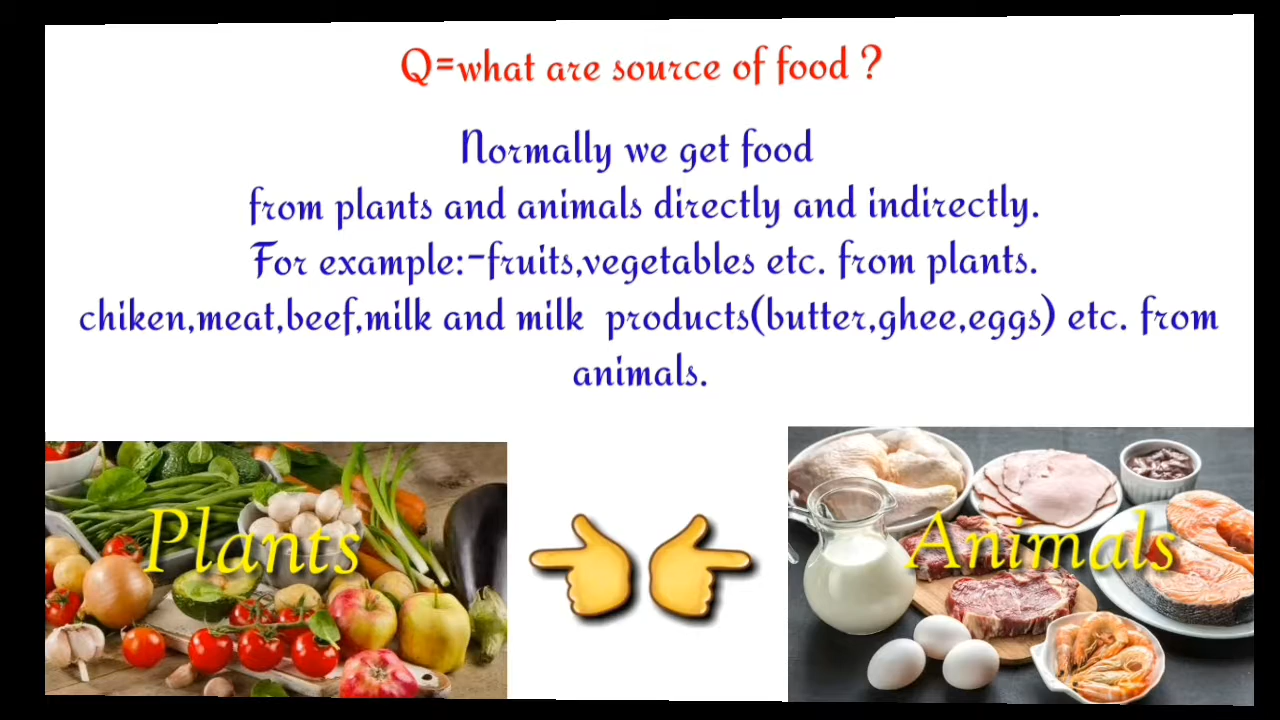 Q=what are source of food ?
Normally we get food
from plants and animals directly and indirectly.
For example:-fruits,vegetables etc. from plants.
chiken,meat,beef,milk and milk products(butter,ghee,eggs) etc. from
animals.
Plants
Animals